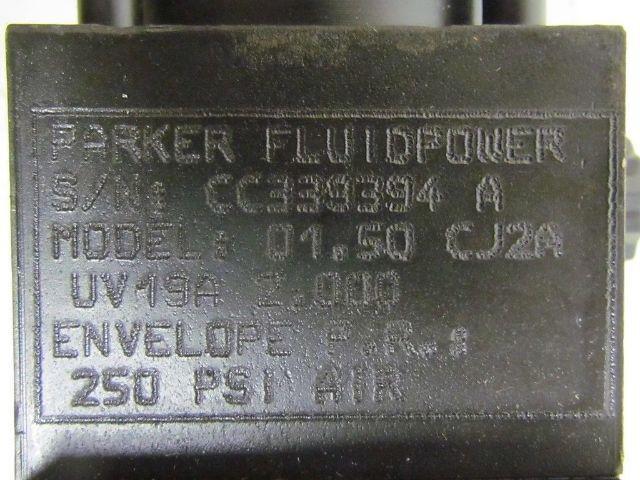 PARKER FLUIDPOWER
S/N: CC339394 A
MODEL: 01.50 CJ2A
UV19A 2.000
ENVELOPE P.R.:
250 PSI AIR